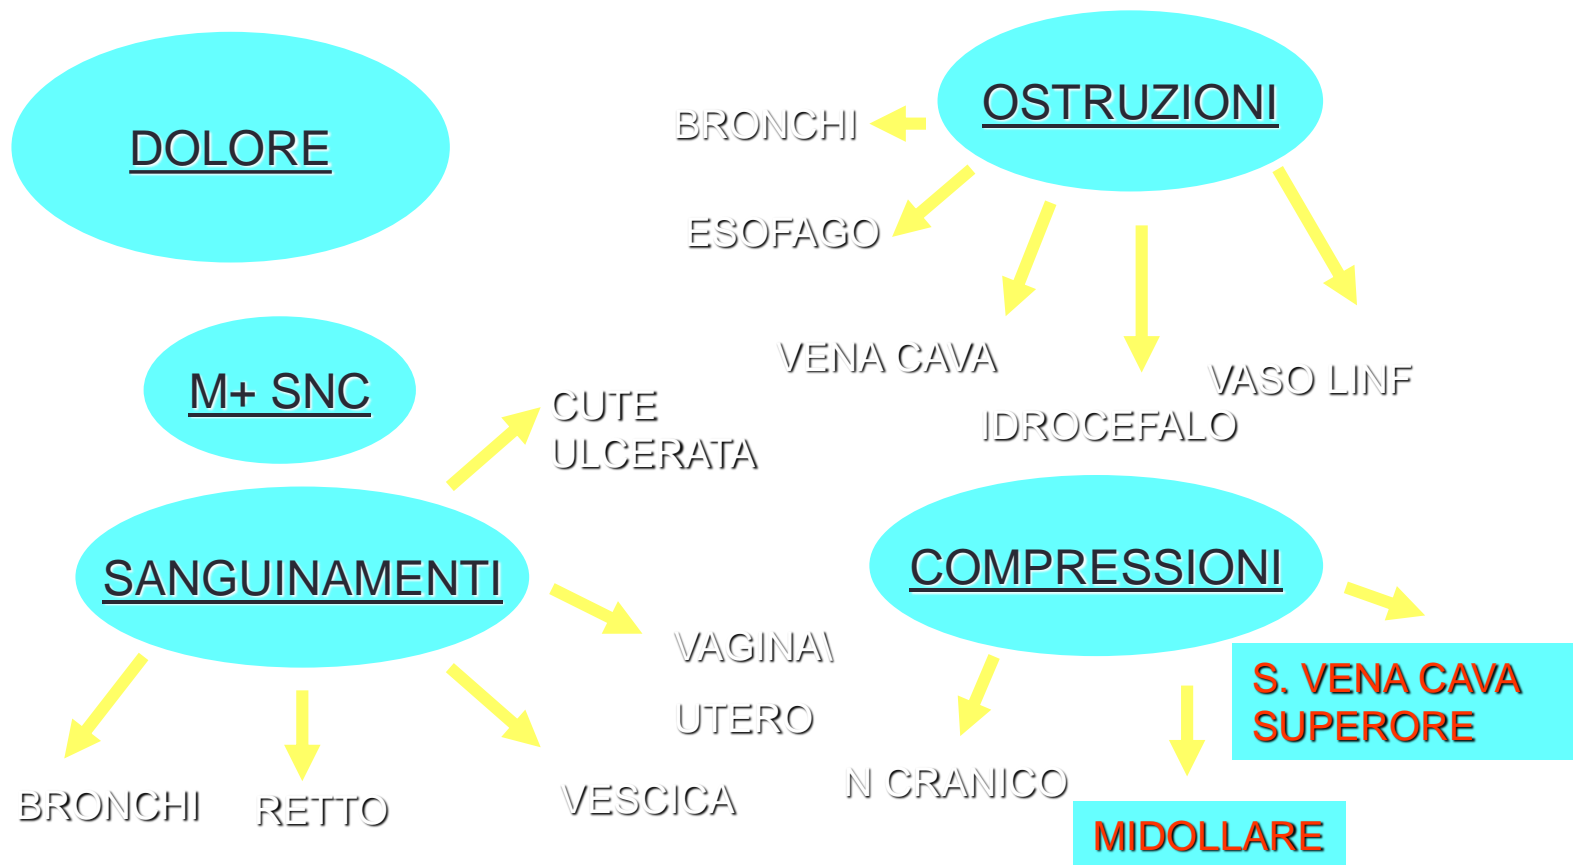 DOLORE
M+ SNC
SANGUINAMENTI
CUTE
ULCERATA
VAGINA\
UTERO
VESCICA
RETTO
BRONCHI
OSTRUZIONI
BRONCHI
ESOFAGO
VENA CAVA
IDROCEFALO
VASO LINF
COMPRESSIONI
N CRANICO
MIDOLLARE
S. VENA CAVA
SUPERORE